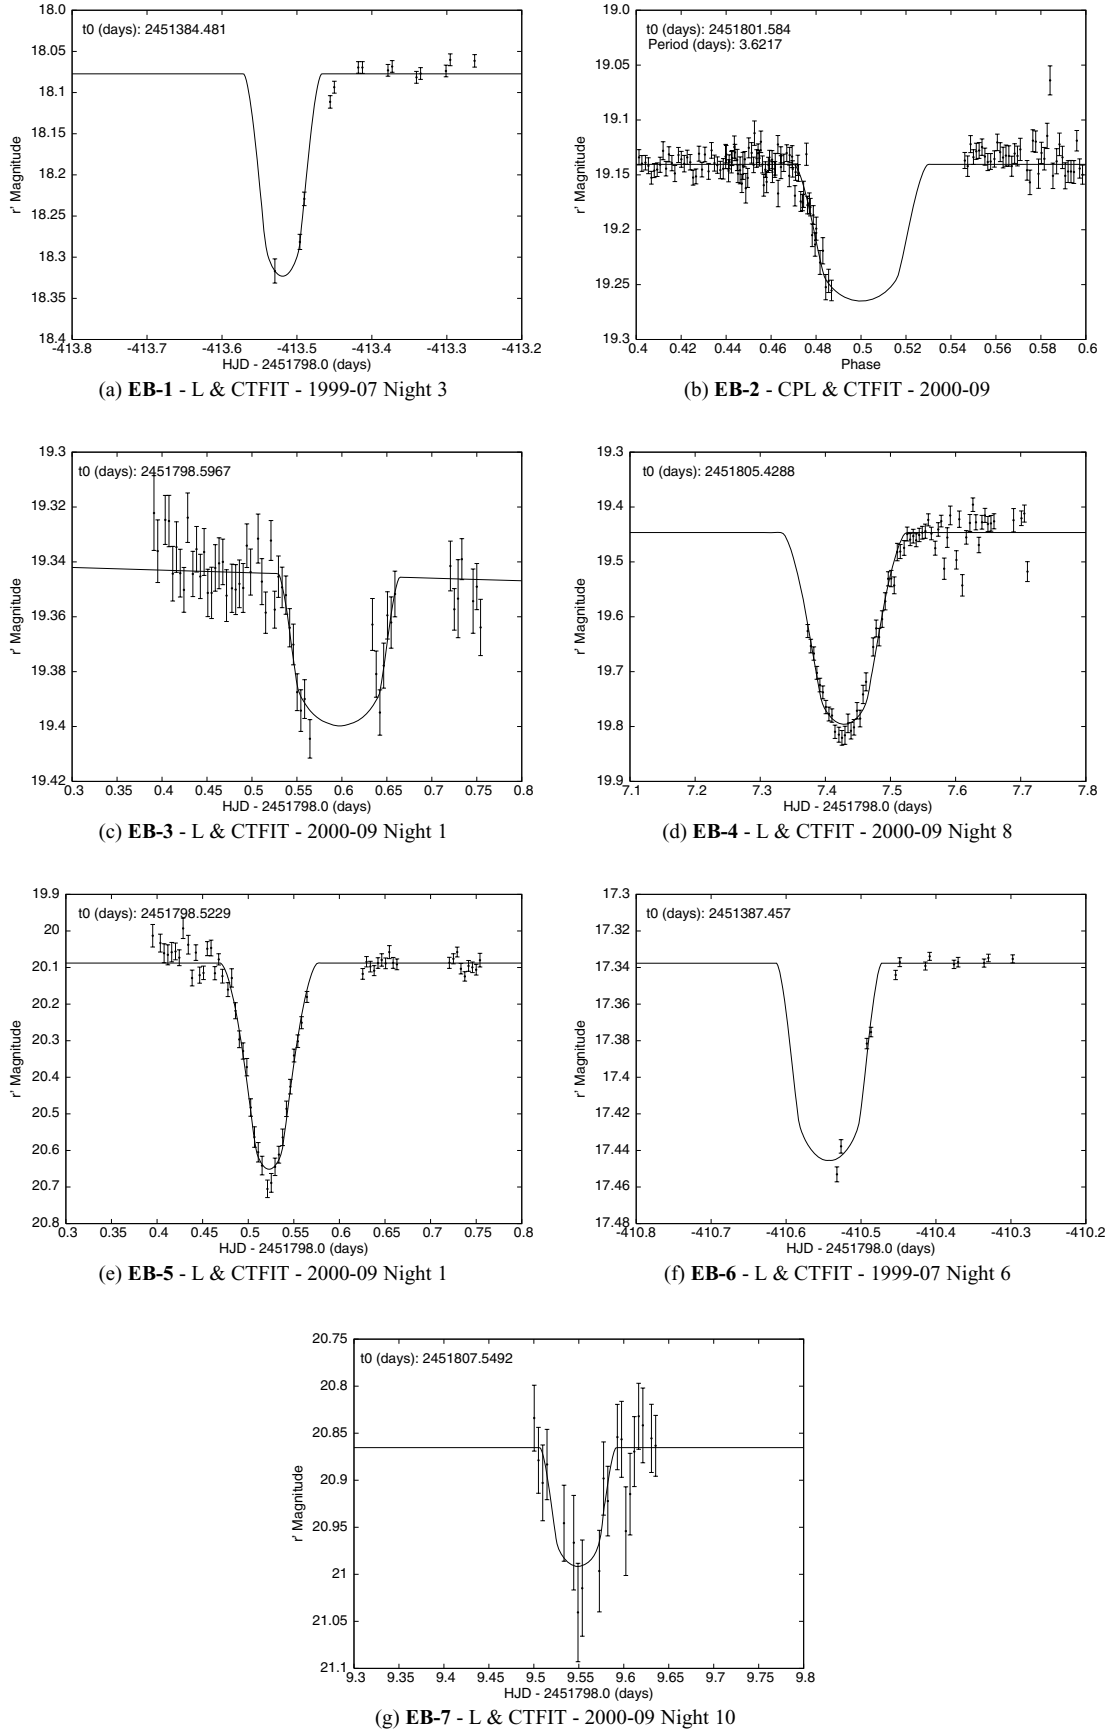 t0 (days): 2451384.481
18.0
18.05
18.1
18.15
18.2
18.25
18.3
18.35
18.4
r' Magnitude
-413.8 -413.7 -413.6 -413.5 -413.4 -413.3 -413.2
HJD - 2451798.0 (days)
(a) EB-1 - L & CTFIT - 1999-07 Night 3
t0 (days): 2451801.584
Period (days): 3.6217
19.0
19.05
19.1
19.15
19.2
19.25
19.3
r' Magnitude
0.4 0.42 0.44 0.46 0.48 0.5 0.52 0.54 0.56 0.58 0.6
Phase
(b) EB-2 - CPL & CTFIT - 2000-09
t0 (days): 2451798.5967
19.3
19.32
19.34
19.36
19.38
19.4
19.42
r' Magnitude
0.3 0.35 0.4 0.45 0.5 0.55 0.6 0.65 0.7 0.75 0.8
HJD - 2451798.0 (days)
(c) EB-3 - L & CTFIT - 2000-09 Night 1
t0 (days): 2451805.4288
19.3
19.4
19.5
19.6
19.7
19.8
19.9
r' Magnitude
7.1 7.2 7.3 7.4 7.5 7.6 7.7 7.8
HJD - 2451798.0 (days)
(d) EB-4 - L & CTFIT - 2000-09 Night 8
t0 (days): 2451798.5229
19.9
20
20.1
20.2
20.3
20.4
20.5
20.6
20.7
20.8
r' Magnitude
0.3 0.35 0.4 0.45 0.5 0.55 0.6 0.65 0.7 0.75 0.8
HJD - 2451798.0 (days)
(e) EB-5 - L & CTFIT - 2000-09 Night 1
t0 (days): 2451387.457
17.3
17.32
17.34
17.36
17.38
17.4
17.42
17.44
17.46
17.48
r' Magnitude
-410.8 -410.7 -410.6 -410.5 -410.4 -410.3 -410.2
HJD - 2451798.0 (days)
(f) EB-6 - L & CTFIT - 1999-07 Night 6
t0 (days): 2451807.5492
20.75
20.8
20.85
20.9
20.95
21
21.05
21.1
r' Magnitude
9.3 9.35 9.4 9.45 9.5 9.55 9.6 9.65 9.7 9.75 9.8
HJD - 2451798.0 (days)
(g) EB-7 - L & CTFIT - 2000-09 Night 10